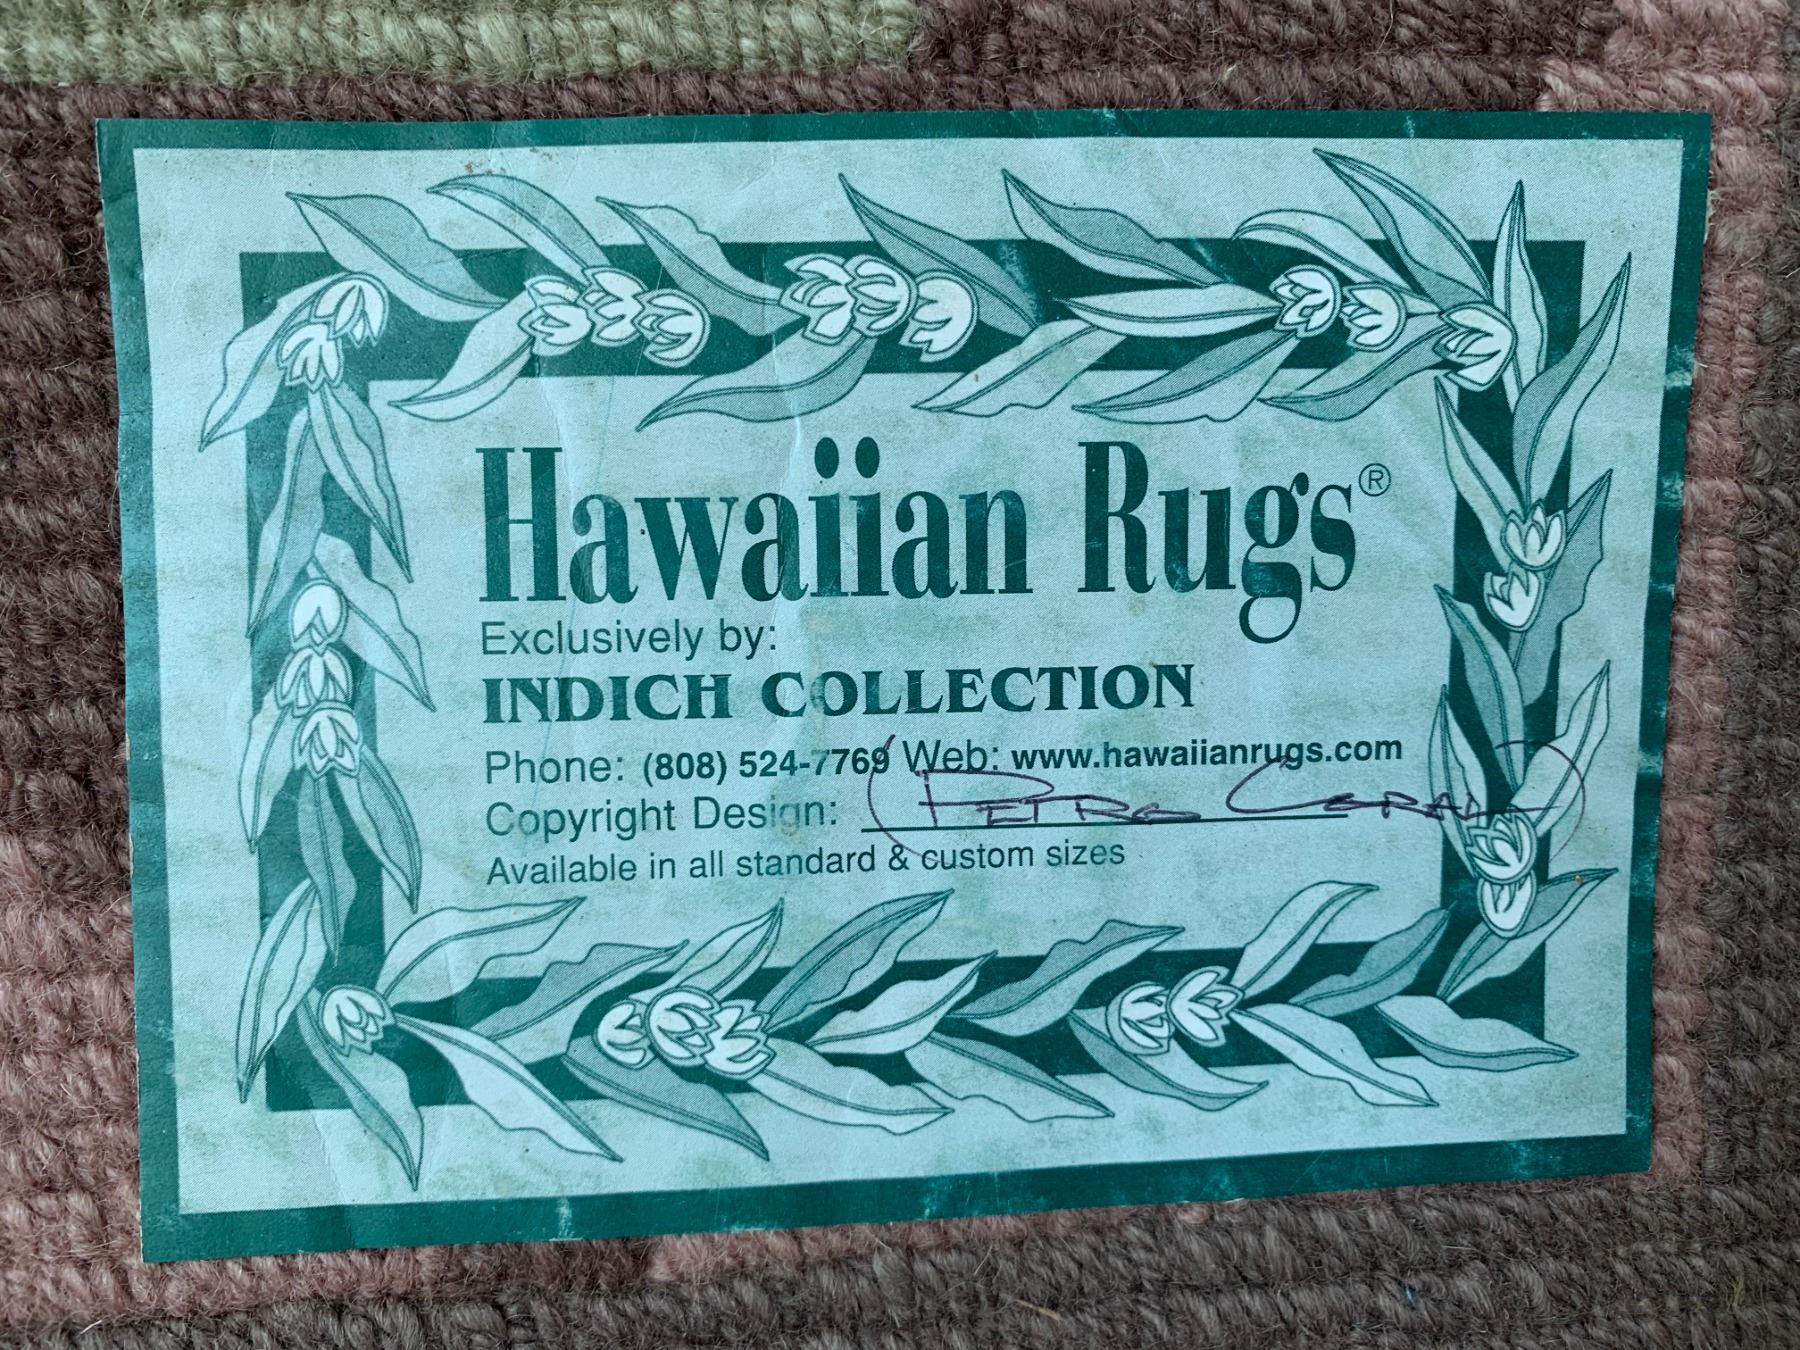 Hawaiian Rugs®
Exclusively by:
INDICH COLLECTION
Phone: (808) 524-7769 Web: www.hawaiianrugs.com
Copyright Design: (PETRO
Available in all standard & custom sizes